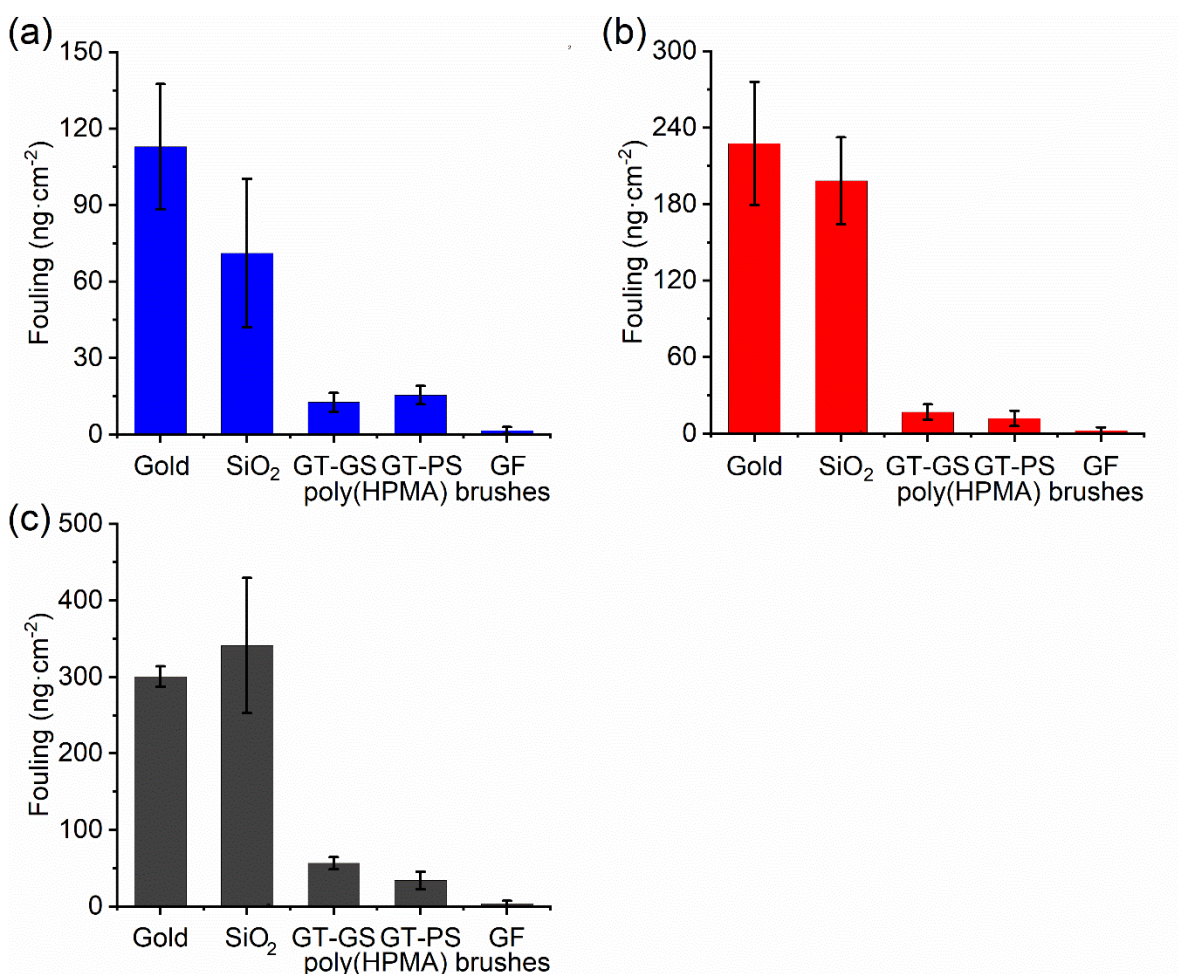 (a)
Fouling (ng·cm⁻²)
150
120
90
60
30
0
Gold SiO₂ GT-GS GT-PS GF
poly(HPMA) brushes
(b)
Fouling (ng·cm⁻²)
300
240
180
120
60
0
Gold SiO₂ GT-GS GT-PS GF
poly(HPMA) brushes
(c)
Fouling (ng·cm⁻²)
500
400
300
200
100
0
Gold SiO₂ GT-GS GT-PS GF
poly(HPMA) brushes